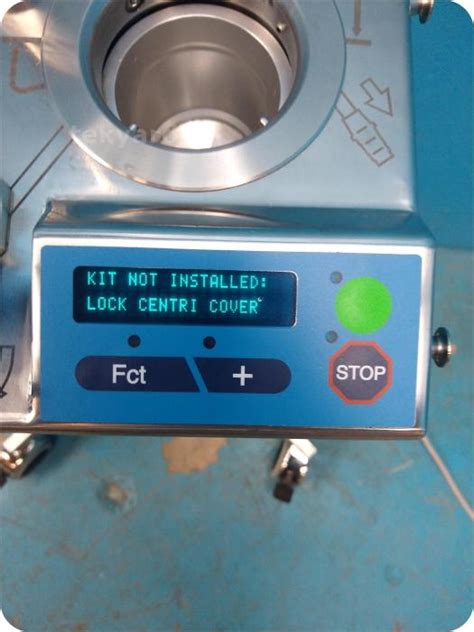 KIT NOT INSTALLED:
LOCK CENTRI COVER
Fct
+
STOP